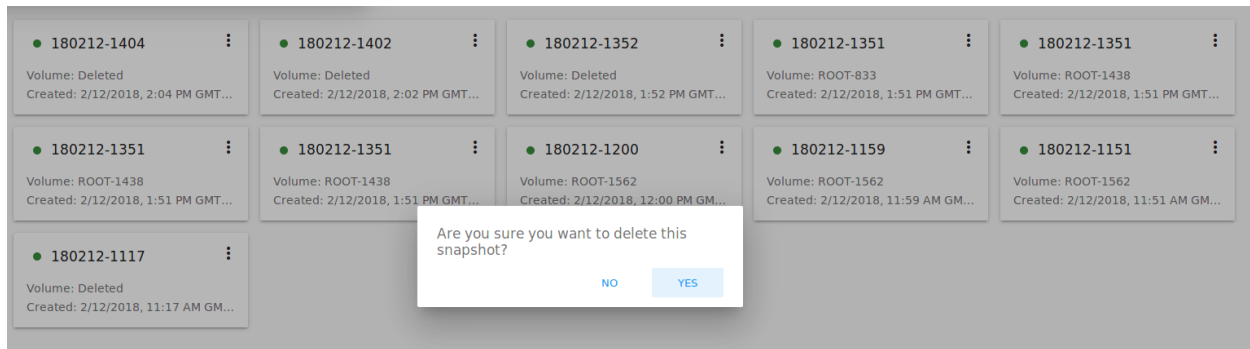 180212-1404
Volume: Deleted
Created: 2/12/2018, 2:04 PM GMT...
180212-1402
Volume: Deleted
Created: 2/12/2018, 2:02 PM GMT...
180212-1352
Volume: Deleted
Created: 2/12/2018, 1:52 PM GMT...
180212-1351
Volume: ROOT-833
Created: 2/12/2018, 1:51 PM GMT...
180212-1351
Volume: ROOT-1438
Created: 2/12/2018, 1:51 PM GMT...
180212-1351
Volume: ROOT-1438
Created: 2/12/2018, 1:51 PM GMT...
180212-1351
Volume: ROOT-1438
Created: 2/12/2018, 1:51 PM GMT...
180212-1200
Volume: ROOT-1562
Created: 2/12/2018, 12:00 PM GM...
180212-1159
Volume: ROOT-1562
Created: 2/12/2018, 11:59 AM GM...
180212-1151
Volume: ROOT-1562
Created: 2/12/2018, 11:51 AM GM...
180212-1117
Volume: Deleted
Created: 2/12/2018, 11:17 AM GM...
Are you sure you want to delete this
snapshot?
NO
YES